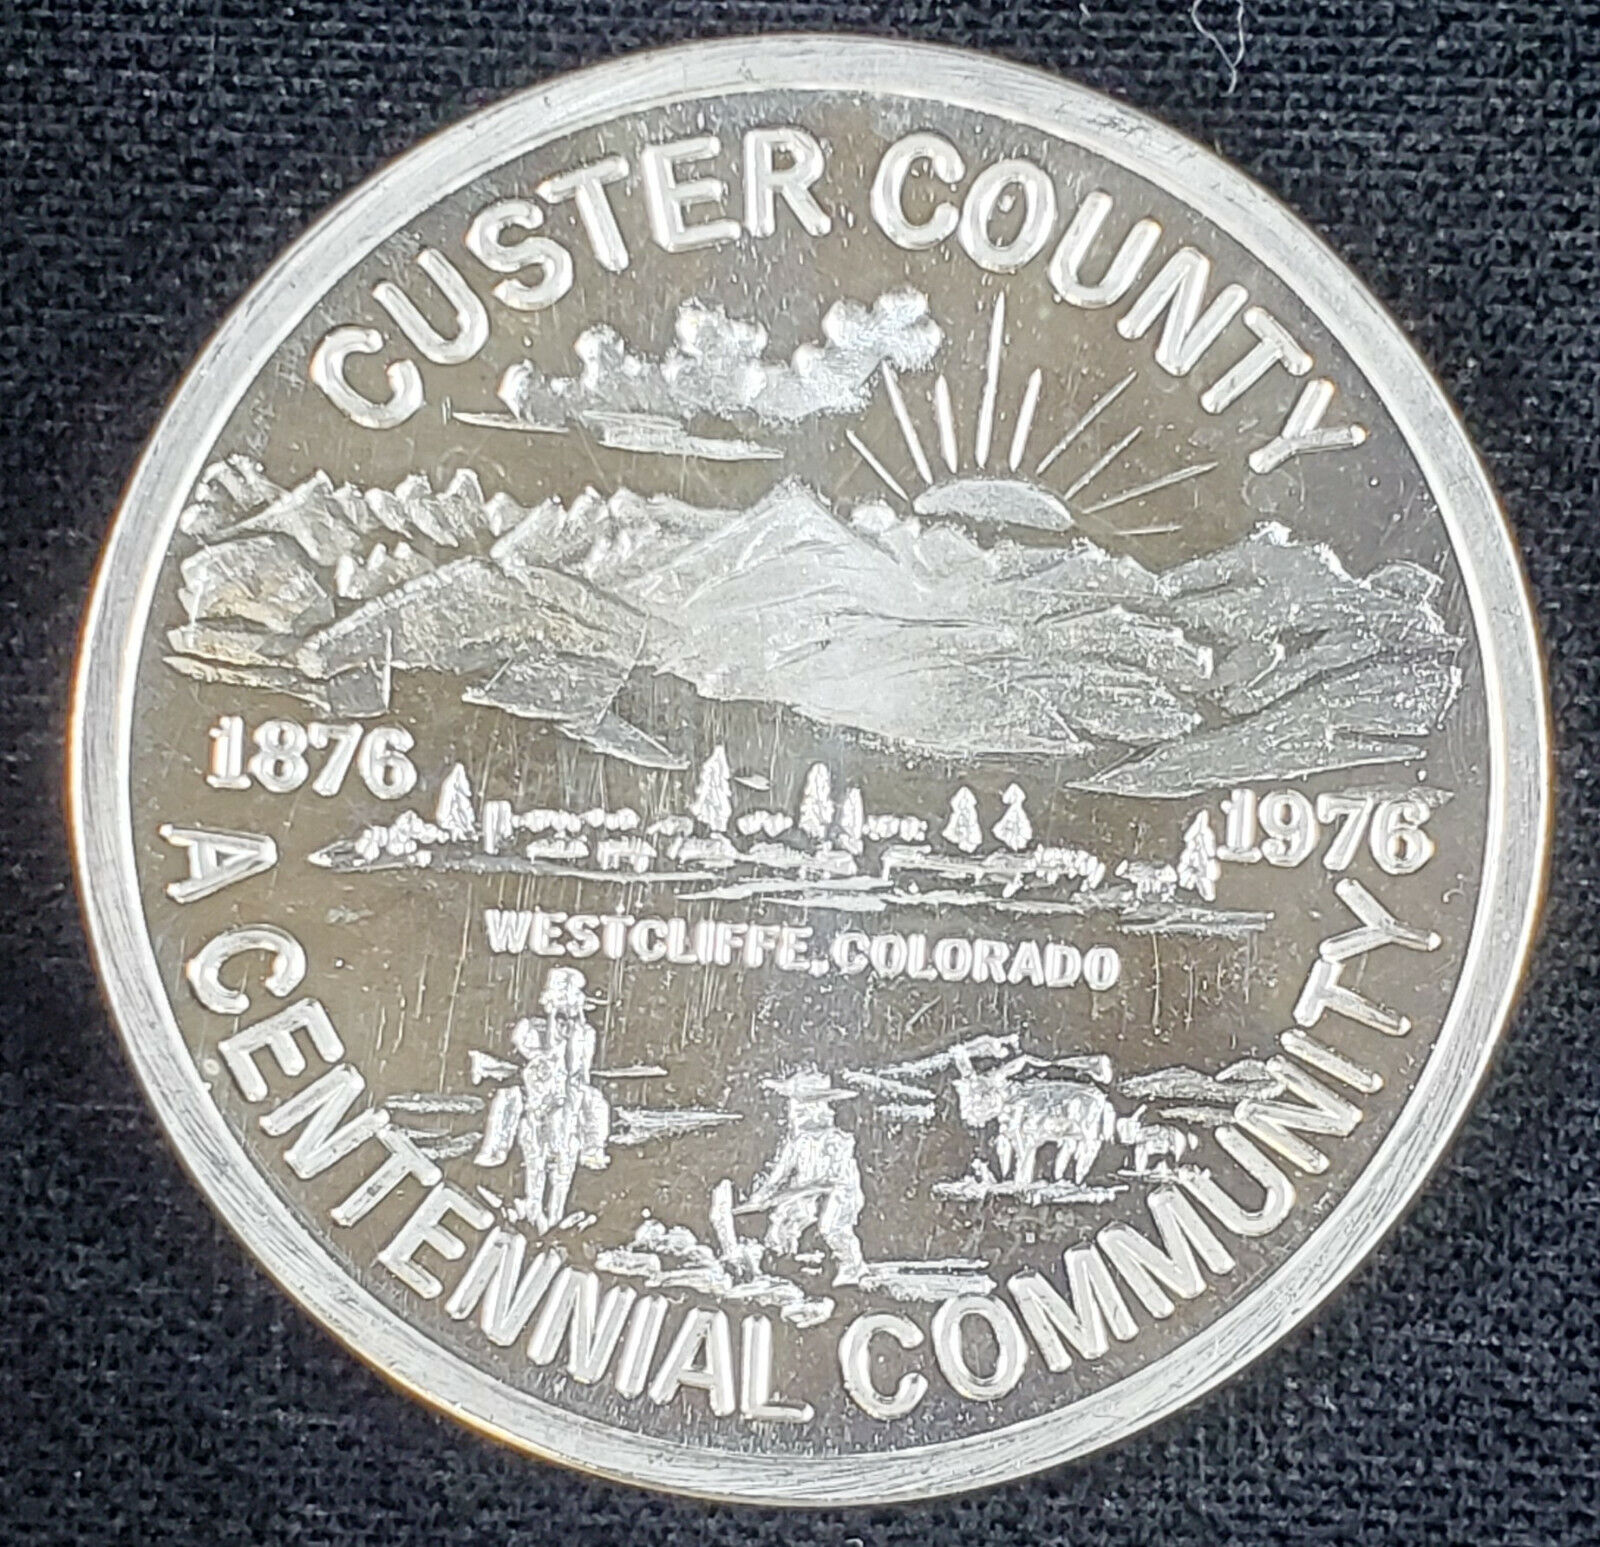 CUSTER COUNTY
1876
1976
WESTCLIFFE, COLORADO
A CENTENNIAL COMMUNITY